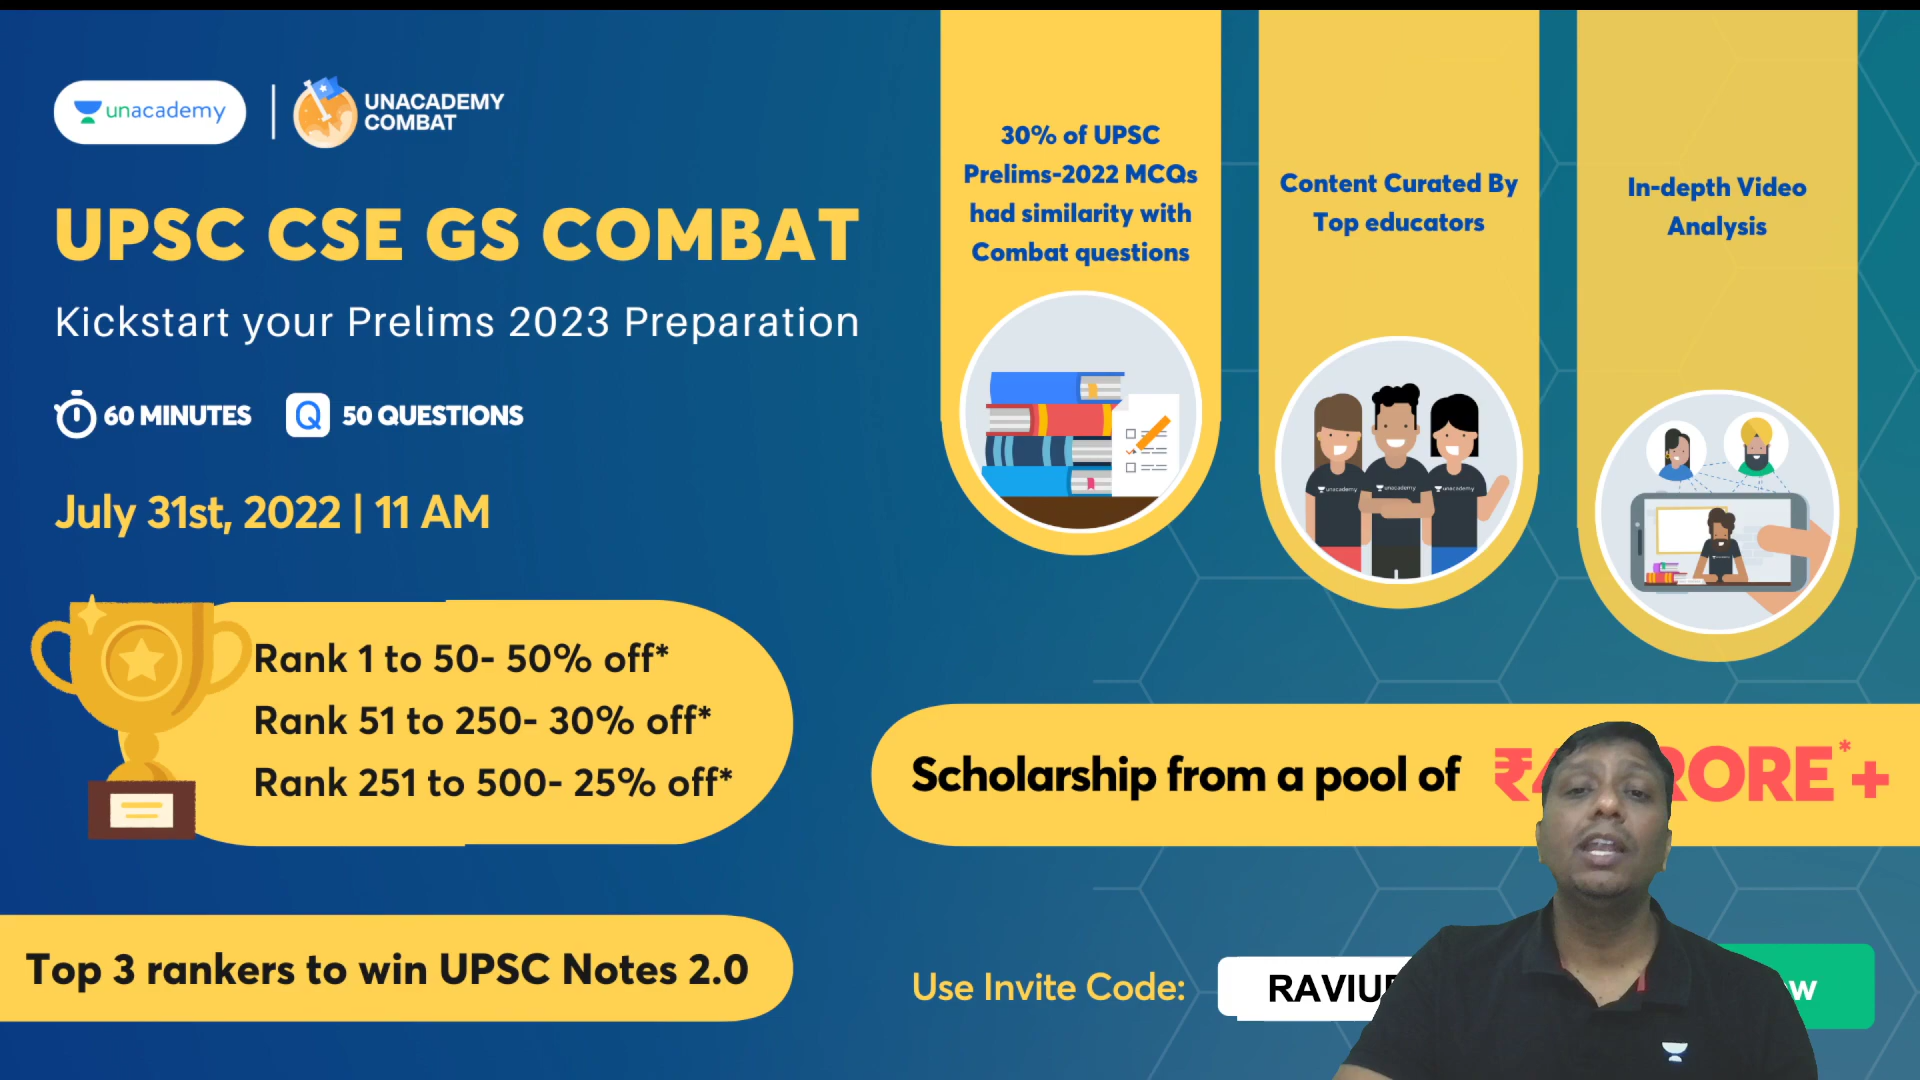 unacademy
UNACADEMY
COMBAT
UPSC CSE GS COMBAT
Kickstart your Prelims 2023 Preparation
60 MINUTES
Q
50 QUESTIONS
July 31st, 2022 | 11 AM
Rank 1 to 50- 50% off*
Rank 51 to 250- 30% off*
Rank 251 to 500- 25% off*
Top 3 rankers to win UPSC Notes 2.0
30% of UPSC
Prelims-2022 MCQs
had similarity with
Combat questions
Content Curated By
Top educators
unacademy
unacademy
unacademy
In-depth Video
Analysis
Scholarship from a pool of
Use Invite Code: